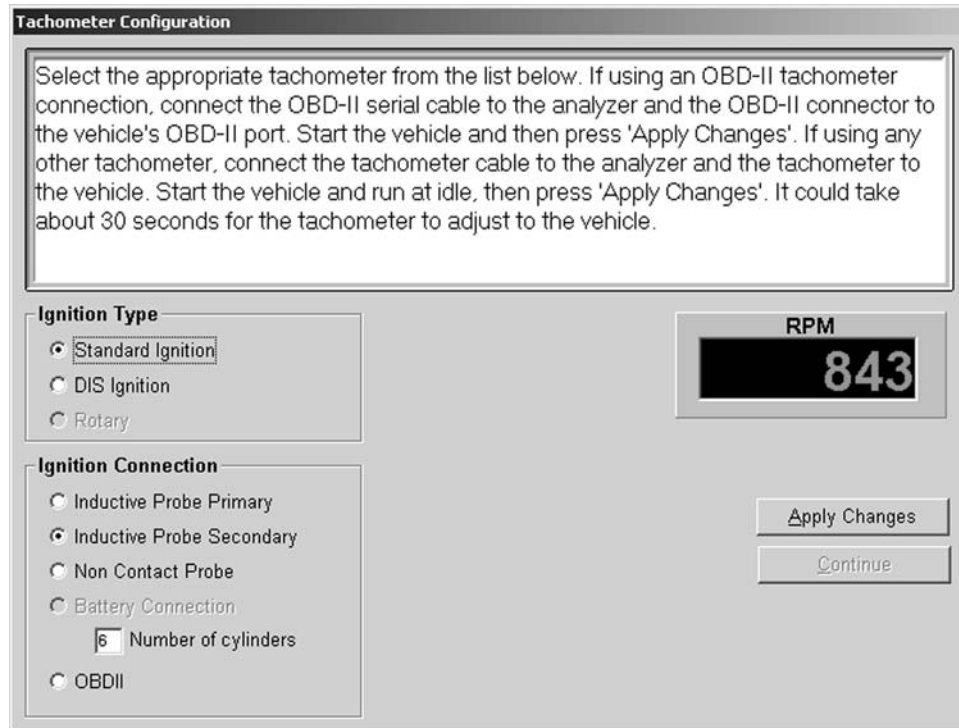 Tachometer Configuration
Select the appropriate tachometer from the list below. If using an OBD-II tachometer
connection, connect the OBD-II serial cable to the analyzer and the OBD-II connector to
the vehicle's OBD-II port. Start the vehicle and then press 'Apply Changes'. If using any
other tachometer, connect the tachometer cable to the analyzer and the tachometer to
the vehicle. Start the vehicle and run at idle, then press 'Apply Changes'. It could take
about 30 seconds for the tachometer to adjust to the vehicle.
Ignition Type
Standard Ignition
DIS Ignition
Rotary
RPM
843
Ignition Connection
Inductive Probe Primary
Inductive Probe Secondary
Non Contact Probe
Battery Connection
6 Number of cylinders
OBDII
Apply Changes
Continue